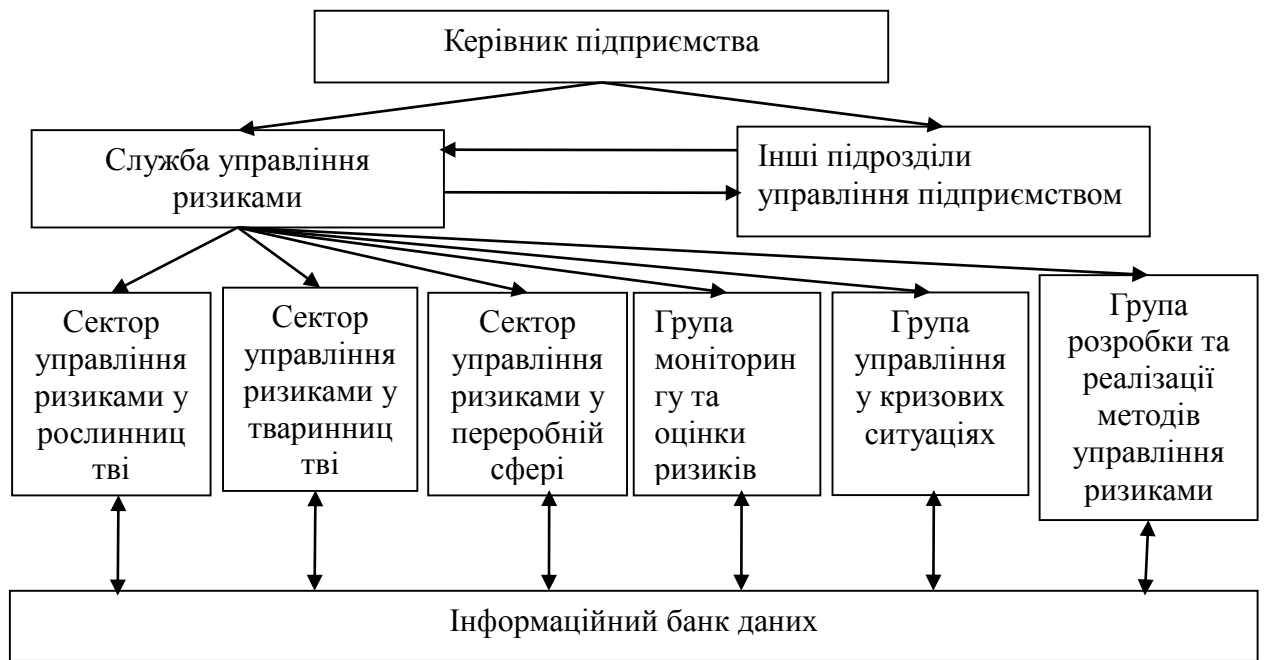 Керівник підприємства
Служба управління
ризиками
Інші підрозділи
управління підприємством
Сектор
управління
ризиками у
рослинниц
тві
Сектор
управління
ризиками у
тваринниц
тві
Сектор
управління
ризиками у
переробній
сфері
Група
моніторин
гу та
оцінки
ризиків
Група
управління
у кризових
ситуаціях
Група
розробки та
реалізації
методів
управління
ризиками
Інформаційний банк даних